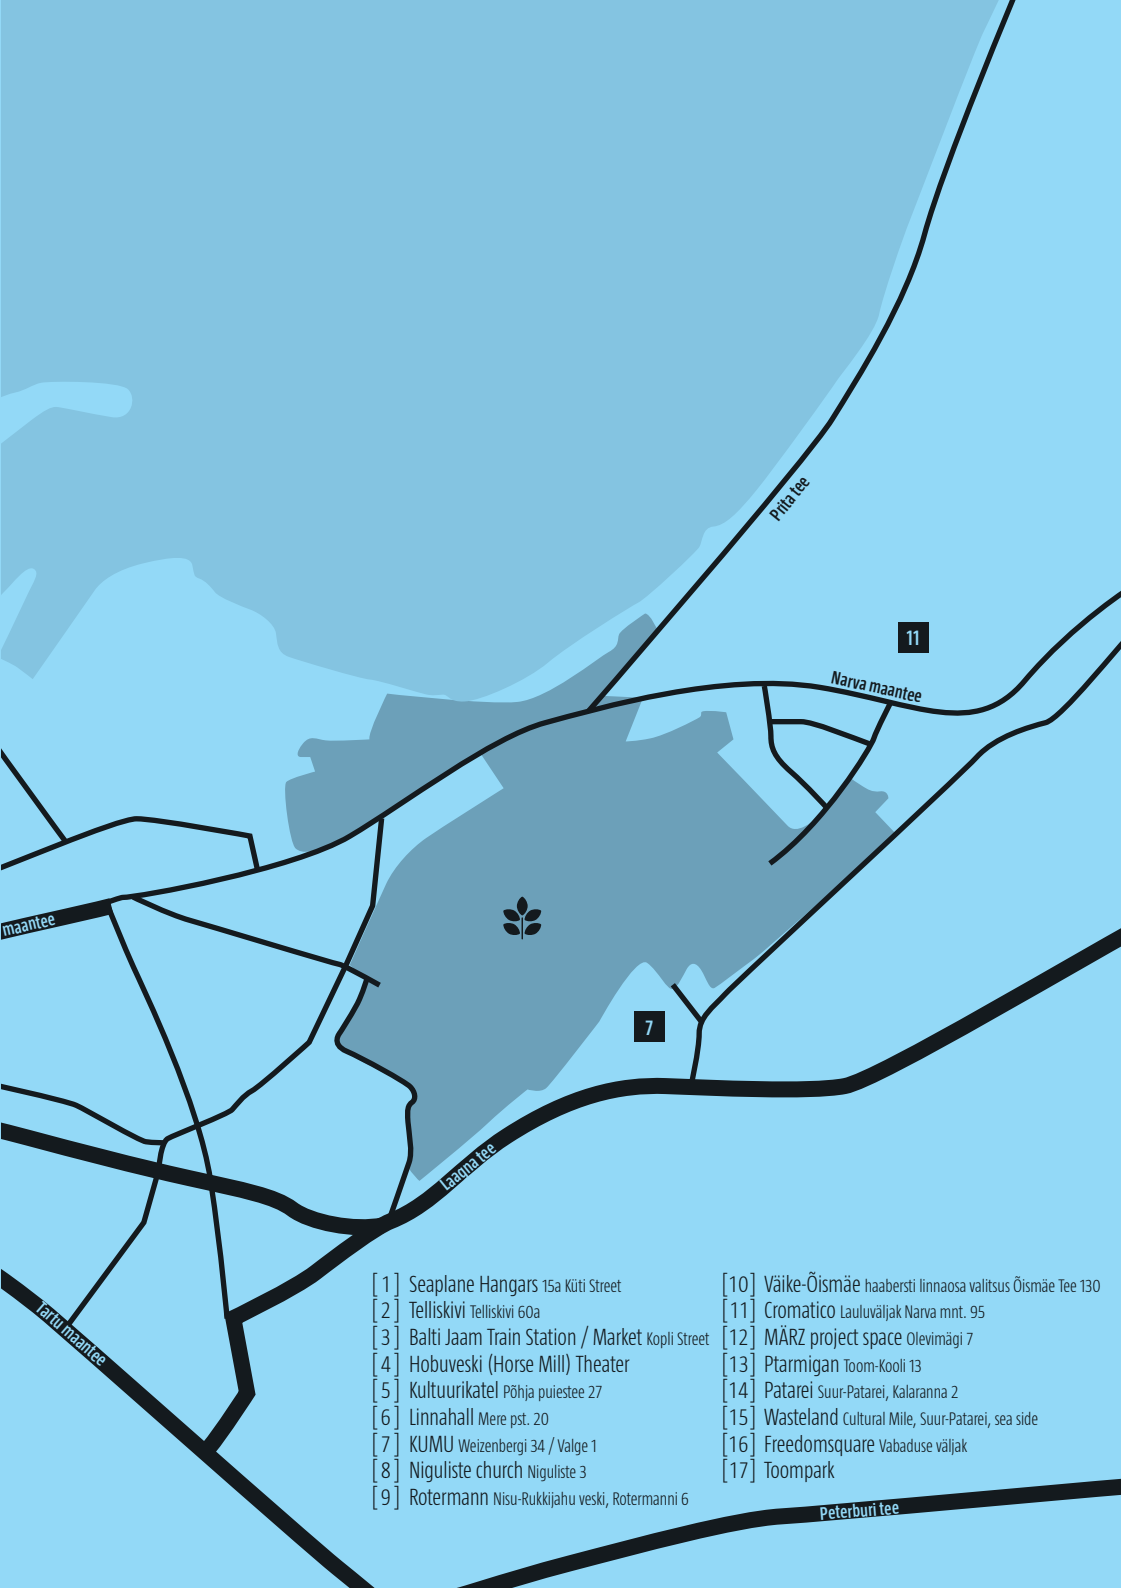 Prita tee
11
Narva maantee
maantee
7
Laagna tee
Tartu maantee
[ 1 ] Seaplane Hangars 15a Küti Street
[ 2 ] Telliskivi Telliskivi 60a
[ 3 ] Balti Jaam Train Station / Market Kopli Street
[ 4 ] Hobuveski (Horse Mill) Theater
[ 5 ] Kultuurikatel Põhja puiestee 27
[ 6 ] Linnahall Mere pst. 20
[ 7 ] KUMU Weizenbergi 34 / Valge 1
[ 8 ] Niguliste church Niguliste 3
[ 9 ] Rotermann Nisu-Rukkijahu veski, Rotermanni 6
[10] Väike-Õismäe haabersti linnaosa valitsus Õismäe Tee 130
[11] Cromatico Lauluväljak Narva mnt. 95
[12] MÄRZ project space Olevimägi 7
[13] Ptarmigan Toom-Kooli 13
[14] Patarei Suur-Patarei, Kalaranna 2
[15] Wasteland Cultural Mile, Suur-Patarei, sea side
[16] Freedomsquare Vabaduse väljak
[17] Toompark
Peterburi tee